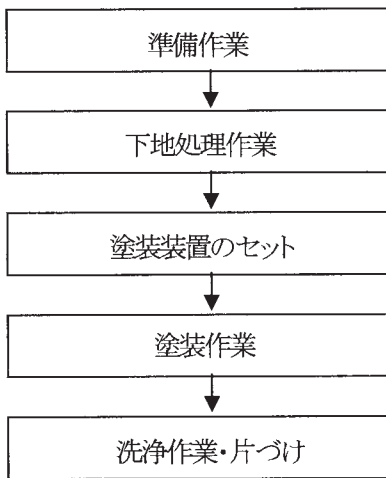 準備作業
下地処理作業
塗装装置のセット
塗装作業
洗浄作業・片づけ